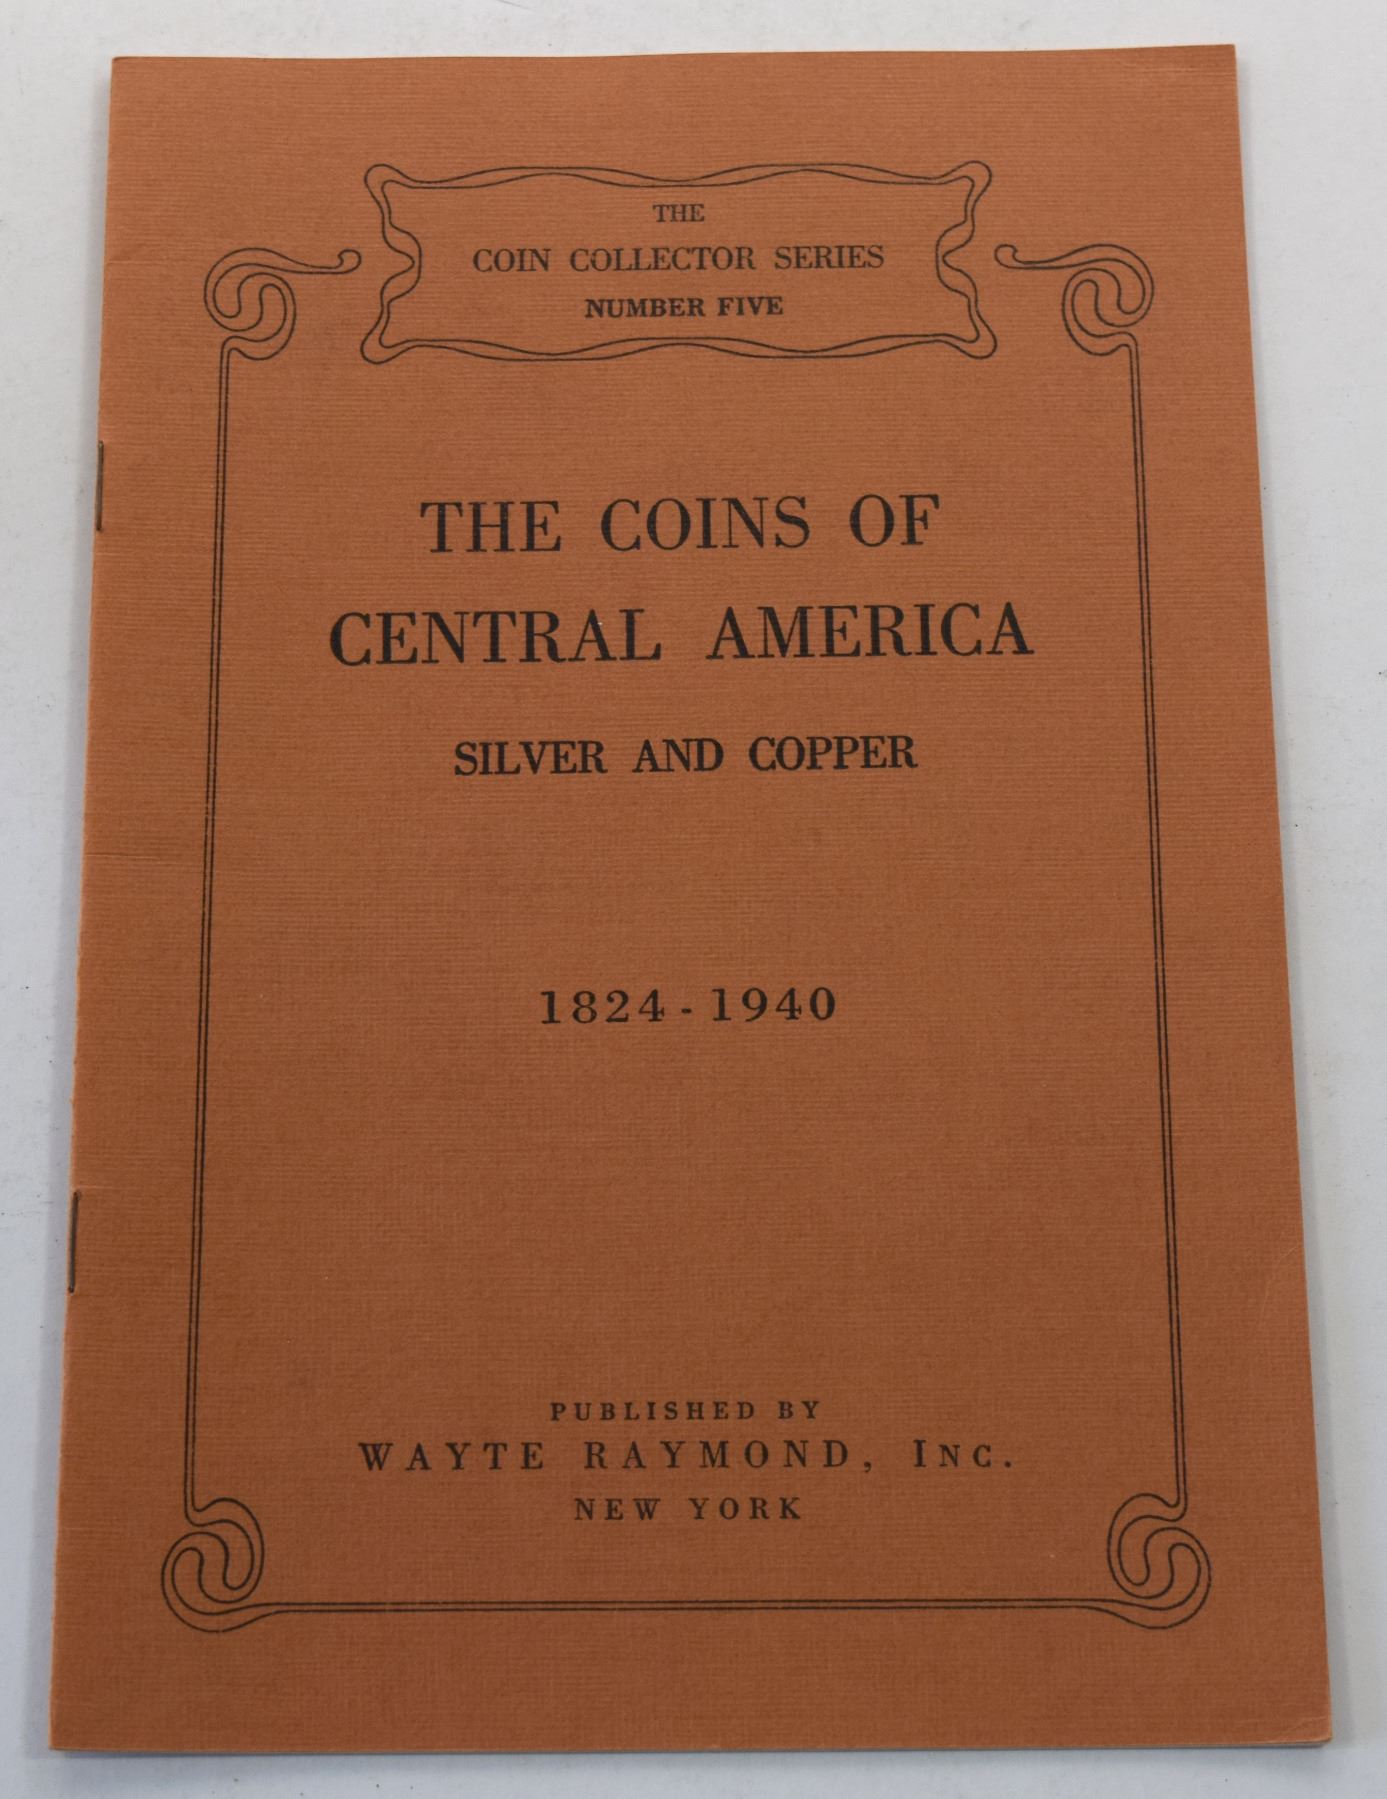 THE
COIN COLLECTOR SERIES
NUMBER FIVE
THE COINS OF
CENTRAL AMERICA
SILVER AND COPPER
1824 - 1940
PUBLISHED BY
WAYTE RAYMOND, INC.
NEW YORK